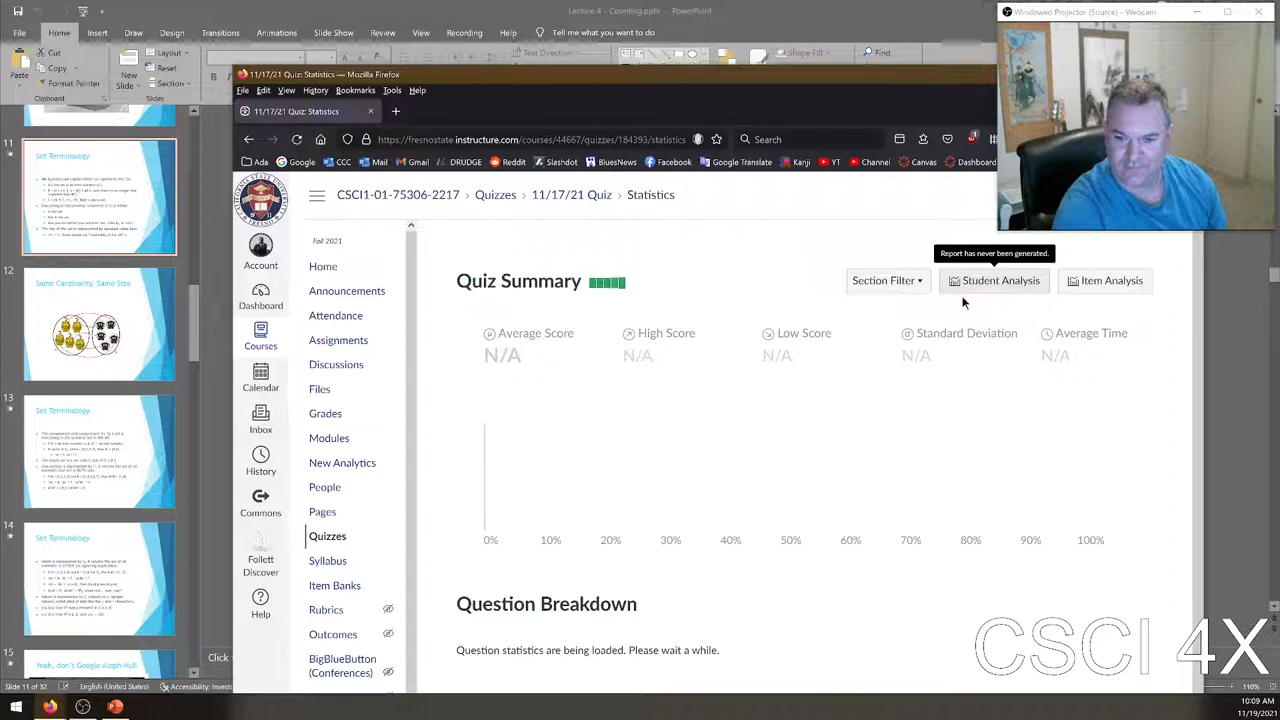 Lecture 4 - Counting.pptx - PowerPoint
File Home Insert Draw Design Transitions Animations Slide Show Review View Recording Help Tell me what you want to do
Paste Cut Copy Format Painter Clipboard
New Slide Layout Reset Section Slides
B Text Direction Shape Fill Find
Windowed Projector (Source) - Webcam
11/17/21 Quiz: Statistics — Mozilla Firefox
File Edit View History Bookmarks Tools Help
11/17/21 Quiz: Statistics
https://fresnostate.instructure.com/courses/44667/quizzes/184393/statistics Search
Ada Google CCC Mail DRUDGE Reddit Slashdot BluesNews Facebook Google Translate Kanji YT Channel Canvas Dashboard
CSCI1-01-75506-2217 › Quizzes › 11/17/21 Quiz › Statistics
Account
Dashboard
Courses
Calendar
Inbox
History
Commons
Follett
Discover
Help
Fall 2021
Home
Announcements
Attendance
Assignments
Discussions
Files
Grades
Modules
New Analytics
People
Pages
Quizzes
Syllabus
Item Banks
Rubrics
Outcomes
BigBlueButton
(Conferences)
Report has never been generated.
Quiz Summary
Section Filter Student Analysis Item Analysis
Average Score High Score Low Score Standard Deviation Average Time
N/A N/A N/A N/A N/A
0% 10% 20% 30% 40% 50% 60% 70% 80% 90% 100%
Question Breakdown
Question statistics are being loaded. Please wait a while.
CSCI 4X
11
Set Terminology
12
Same Cardinality, Same Size
13
Set Terminology
14
Set Terminology
15
Yeah, don't Google Aleph-Null
Click
Slide 11 of 32 English (United States) Accessibility: Investi
110%
10:09 AM
11/19/2021